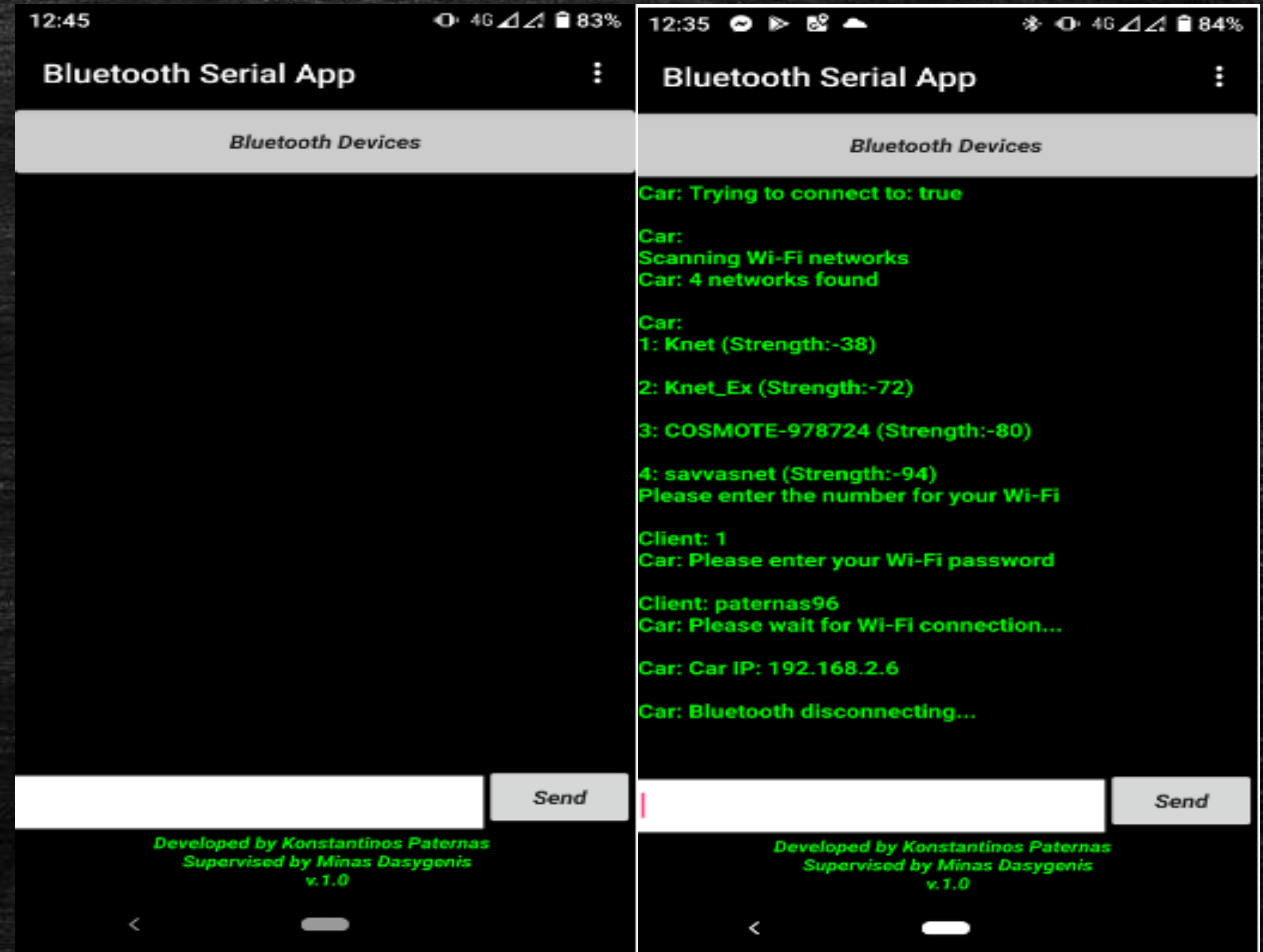 12:45
4G
83%
Bluetooth Serial App
Bluetooth Devices
Send
Developed by Konstantinos Paternas
Supervised by Minas Dasygenis
v.1.0
12:35
4G
84%
Bluetooth Serial App
Bluetooth Devices
Car: Trying to connect to: true
Car:
Scanning Wi-Fi networks
Car: 4 networks found
Car:
1: Knet (Strength:-38)
2: Knet_Ex (Strength:-72)
3: COSMOTE-978724 (Strength:-80)
4: savvasnet (Strength:-94)
Please enter the number for your Wi-Fi
Client: 1
Car: Please enter your Wi-Fi password
Client: paternas96
Car: Please wait for Wi-Fi connection...
Car: Car IP: 192.168.2.6
Car: Bluetooth disconnecting...
Send
Developed by Konstantinos Paternas
Supervised by Minas Dasygenis
v.1.0